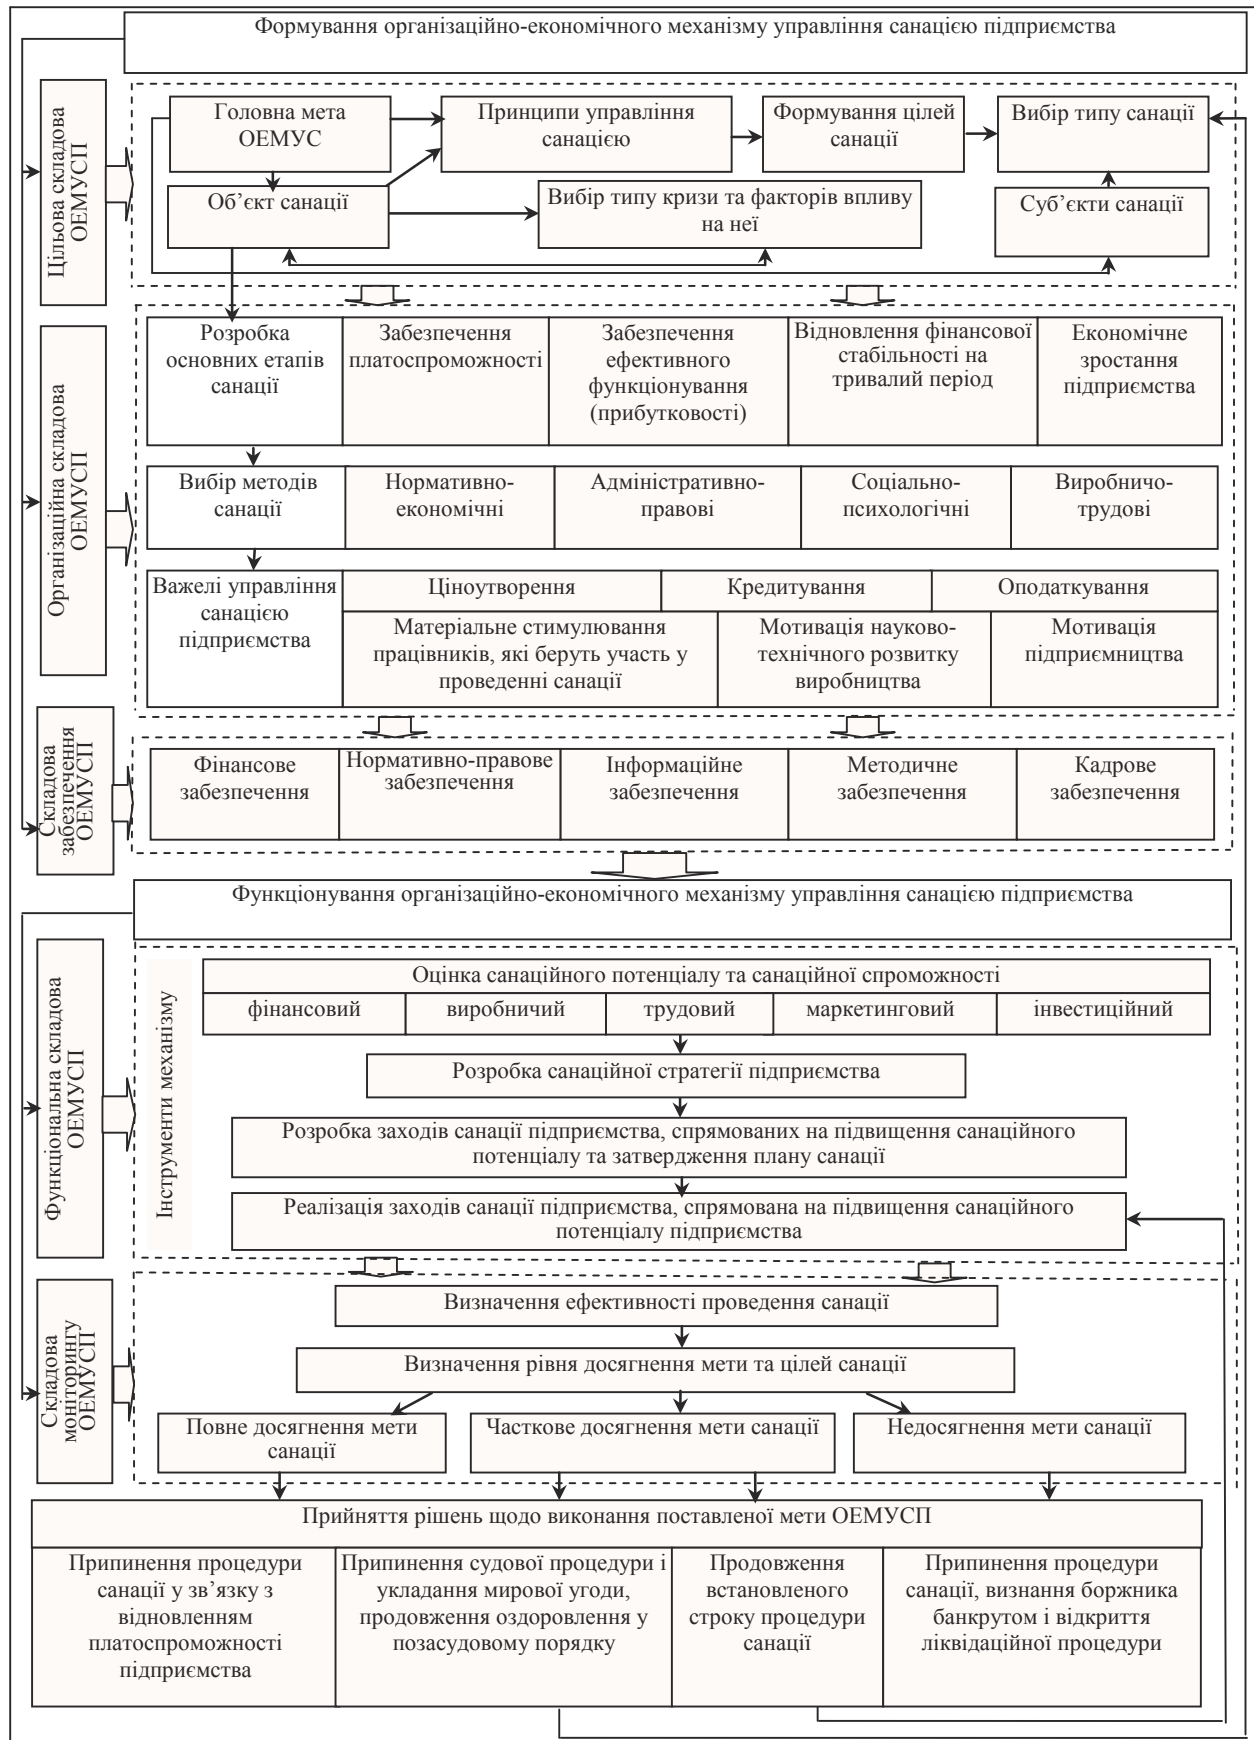 Формування організаційно-економічного механізму управління санацією підприємства
Цільова складова
ОЕМУСП
Головна мета
ОЕМУС
Принципи управління
санацією
Формування цілей
санації
Вибір типу санації
Об’єкт санації
Вибір типу кризи та факторів впливу
на неї
Суб’єкти санації
Організаційна складова
ОЕМУСП
Розробка
основних етапів
санації
Забезпечення
платоспроможності
Забезпечення
ефективного
функціонування
(прибутковості)
Відновлення фінансової
стабільності на
тривалий період
Економічне
зростання
підприємства
Вибір методів
санації
Нормативно-
економічні
Адміністративно-
правові
Соціально-
психологічні
Виробничо-
трудові
Важелі управління
санацією
підприємства
Ціноутворення
Кредитування
Оподаткування
Матеріальне стимулювання
працівників, які беруть участь у
проведенні санації
Мотивація науково-
технічного розвитку
виробництва
Мотивація
підприємництва
Складова
забезпечення
ОЕМУСП
Фінансове
забезпечення
Нормативно-правове
забезпечення
Інформаційне
забезпечення
Методичне
забезпечення
Кадрове
забезпечення
Функціонування організаційно-економічного механізму управління санацією підприємства
Функціональна складова
ОЕМУСП
Інструменти механізму
Оцінка санаційного потенціалу та санаційної спроможності
фінансовий
виробничий
трудовий
маркетинговий
інвестиційний
Розробка санаційної стратегії підприємства
Розробка заходів санації підприємства, спрямованих на підвищення санаційного
потенціалу та затвердження плану санації
Реалізація заходів санації підприємства, спрямована на підвищення санаційного
потенціалу підприємства
Складова
моніторингу
ОЕМУСП
Визначення ефективності проведення санації
Визначення рівня досягнення мети та цілей санації
Повне досягнення мети
санації
Часткове досягнення мети санації
Недосягнення мети санації
Прийняття рішень щодо виконання поставленої мети ОЕМУСП
Припинення процедури
санації у зв’язку з
відновленням
платоспроможності
підприємства
Припинення судової процедури і
укладання мирової угоди,
продовження оздоровлення у
позасудовому порядку
Продовження
встановленого
строку процедури
санації
Припинення процедури
санації, визнання боржника
банкрутом і відкриття
ліквідаційної процедури